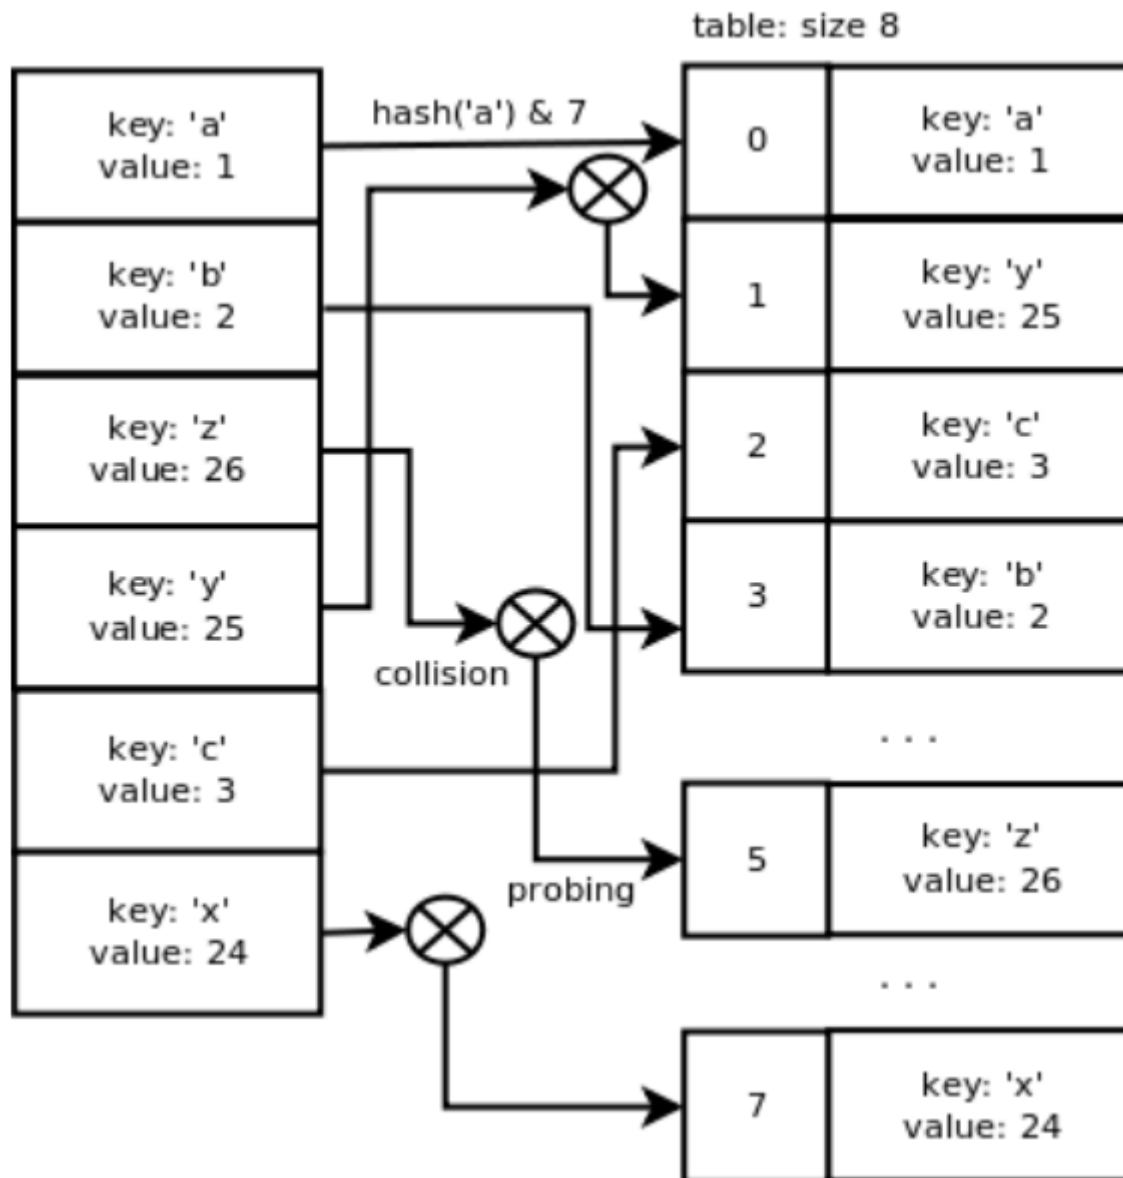 table: size 8
key: 'a'
value: 1
key: 'b'
value: 2
key: 'z'
value: 26
key: 'y'
value: 25
key: 'c'
value: 3
key: 'x'
value: 24
hash('a') & 7
collision
probing
0
key: 'a'
value: 1
1
key: 'y'
value: 25
2
key: 'c'
value: 3
3
key: 'b'
value: 2
. . .
5
key: 'z'
value: 26
. . .
7
key: 'x'
value: 24